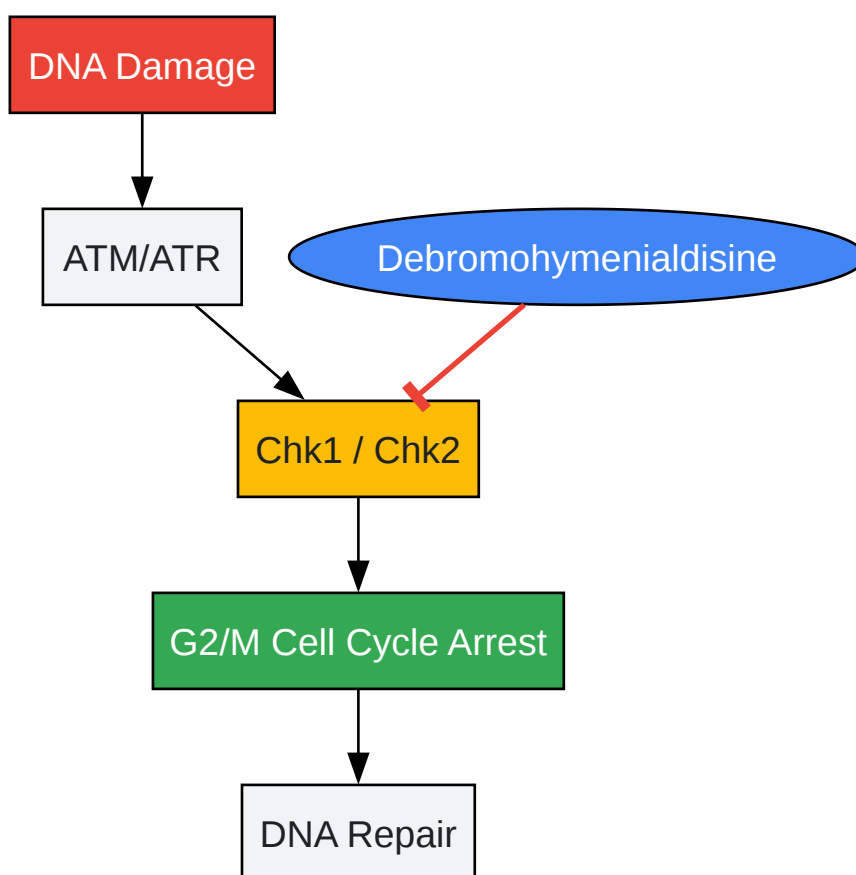 DNA Damage
ATM/ATR
Debromohymenialdisine
Chk1 / Chk2
G2/M Cell Cycle Arrest
DNA Repair